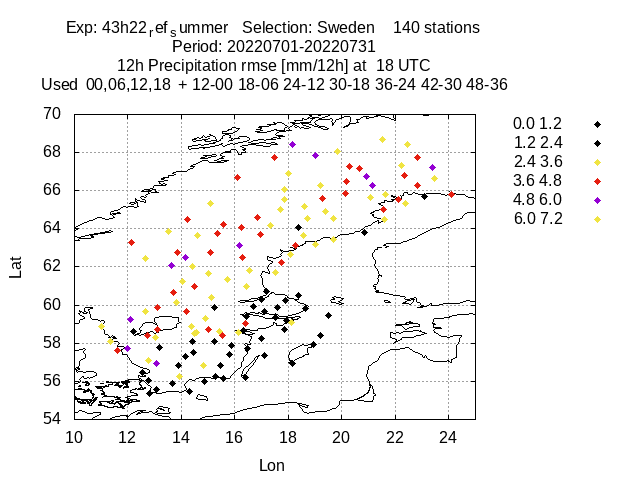 Exp: 43h22ref summer Selection: Sweden 140 stations
Period: 20220701-20220731
12h Precipitation rmse [mm/12h] at 18 UTC
Used 00,06,12,18 + 12-00 18-06 24-12 30-18 36-24 42-30 48-36
70
68
66
64
62
60
58
56
54
Lat
10 12 14 16 18 20 22 24
Lon
0.0 1.2
1.2 2.4
2.4 3.6
3.6 4.8
4.8 6.0
6.0 7.2